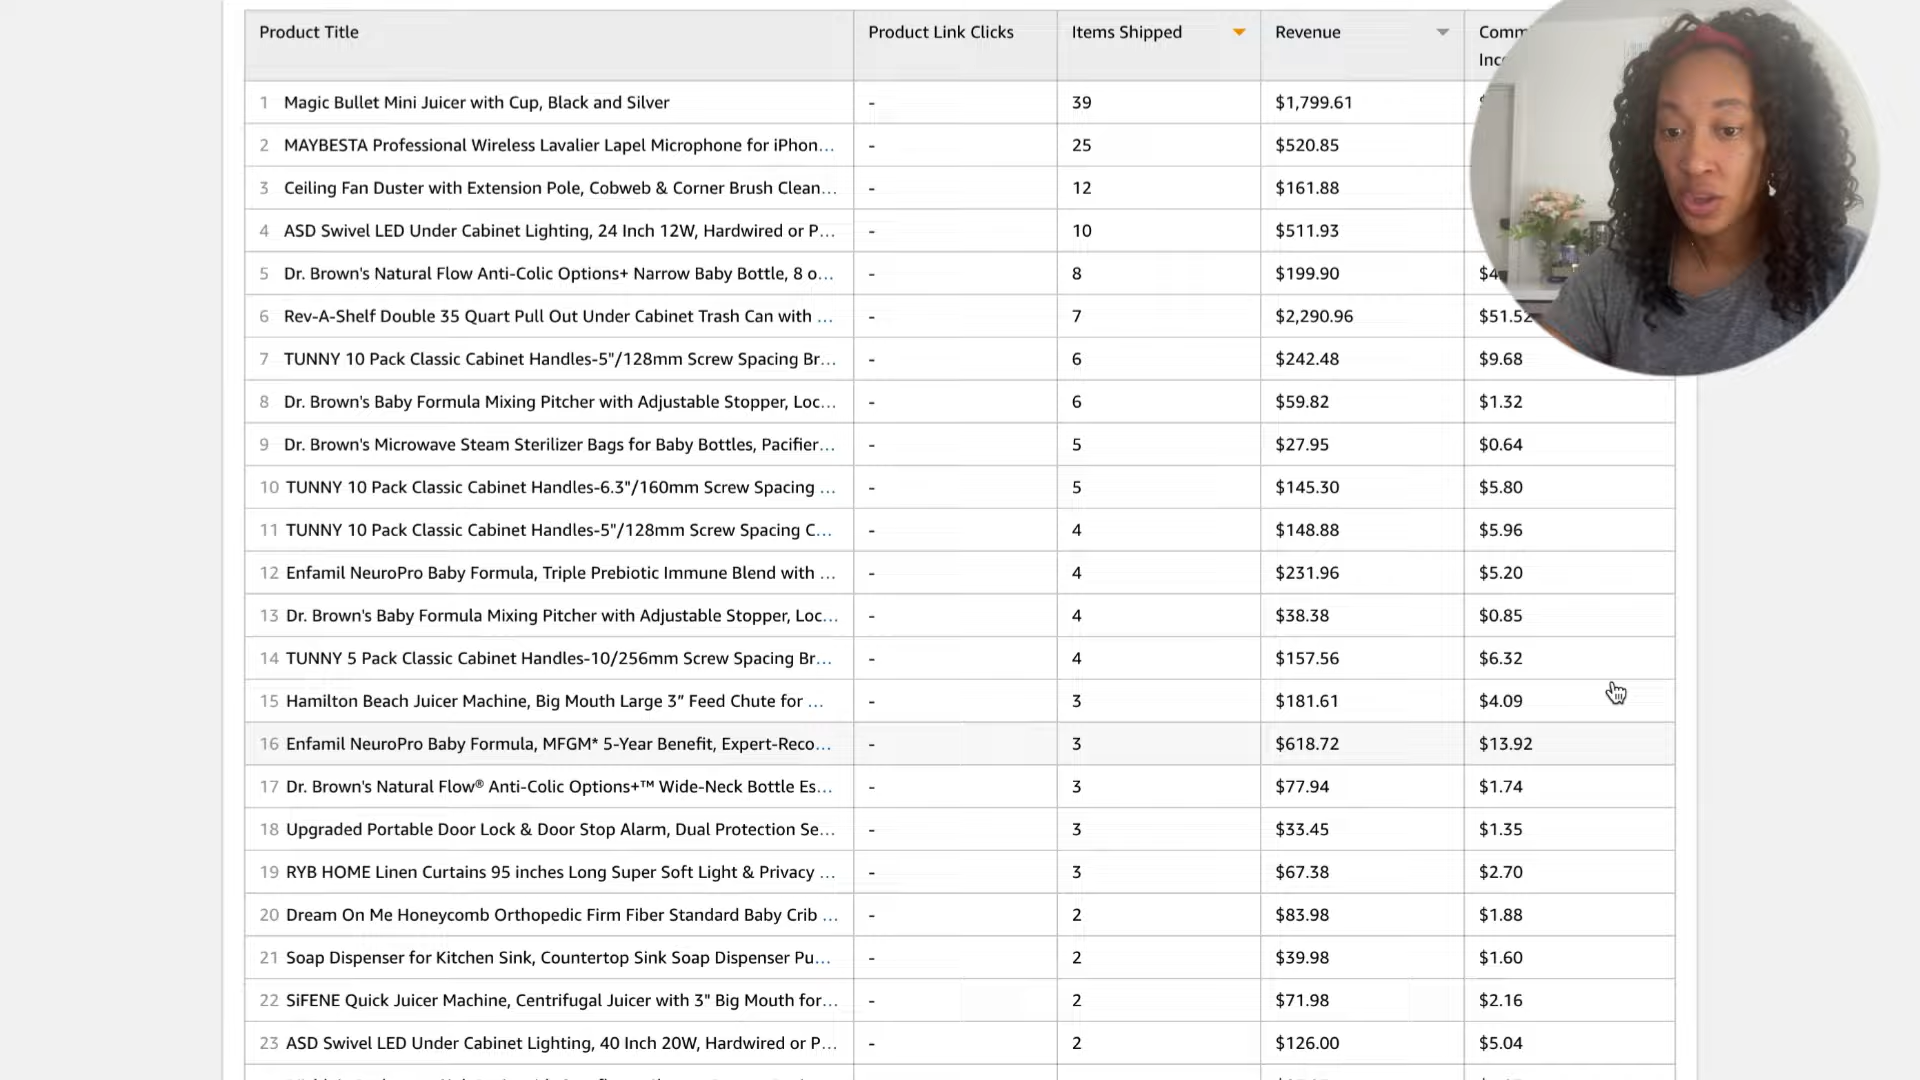 Product Title Product Link Clicks Items Shipped Revenue
1 Magic Bullet Mini Juicer with Cup, Black and Silver - 39 $1,799.61
2 MAYBESTA Professional Wireless Lavalier Lapel Microphone for iPhon... - 25 $520.85
3 Ceiling Fan Duster with Extension Pole, Cobweb & Corner Brush Clean... - 12 $161.88
4 ASD Swivel LED Under Cabinet Lighting, 24 Inch 12W, Hardwired or P... - 10 $511.93
5 Dr. Brown's Natural Flow Anti-Colic Options+ Narrow Baby Bottle, 8 o... - 8 $199.90
6 Rev-A-Shelf Double 35 Quart Pull Out Under Cabinet Trash Can with ... - 7 $2,290.96 $51.52
7 TUNNY 10 Pack Classic Cabinet Handles-5"/128mm Screw Spacing Br... - 6 $242.48 $9.68
8 Dr. Brown's Baby Formula Mixing Pitcher with Adjustable Stopper, Loc... - 6 $59.82 $1.32
9 Dr. Brown's Microwave Steam Sterilizer Bags for Baby Bottles, Pacifier... - 5 $27.95 $0.64
10 TUNNY 10 Pack Classic Cabinet Handles-6.3"/160mm Screw Spacing ... - 5 $145.30 $5.80
11 TUNNY 10 Pack Classic Cabinet Handles-5"/128mm Screw Spacing C... - 4 $148.88 $5.96
12 Enfamil NeuroPro Baby Formula, Triple Prebiotic Immune Blend with ... - 4 $231.96 $5.20
13 Dr. Brown's Baby Formula Mixing Pitcher with Adjustable Stopper, Loc... - 4 $38.38 $0.85
14 TUNNY 5 Pack Classic Cabinet Handles-10/256mm Screw Spacing Br... - 4 $157.56 $6.32
15 Hamilton Beach Juicer Machine, Big Mouth Large 3” Feed Chute for ... - 3 $181.61 $4.09
16 Enfamil NeuroPro Baby Formula, MFGM* 5-Year Benefit, Expert-Reco... - 3 $618.72 $13.92
17 Dr. Brown's Natural Flow® Anti-Colic Options+™ Wide-Neck Bottle Es... - 3 $77.94 $1.74
18 Upgraded Portable Door Lock & Door Stop Alarm, Dual Protection Se... - 3 $33.45 $1.35
19 RYB HOME Linen Curtains 95 inches Long Super Soft Light & Privacy ... - 3 $67.38 $2.70
20 Dream On Me Honeycomb Orthopedic Firm Fiber Standard Baby Crib ... - 2 $83.98 $1.88
21 Soap Dispenser for Kitchen Sink, Countertop Sink Soap Dispenser Pu... - 2 $39.98 $1.60
22 SiFENE Quick Juicer Machine, Centrifugal Juicer with 3" Big Mouth for... - 2 $71.98 $2.16
23 ASD Swivel LED Under Cabinet Lighting, 40 Inch 20W, Hardwired or P... - 2 $126.00 $5.04